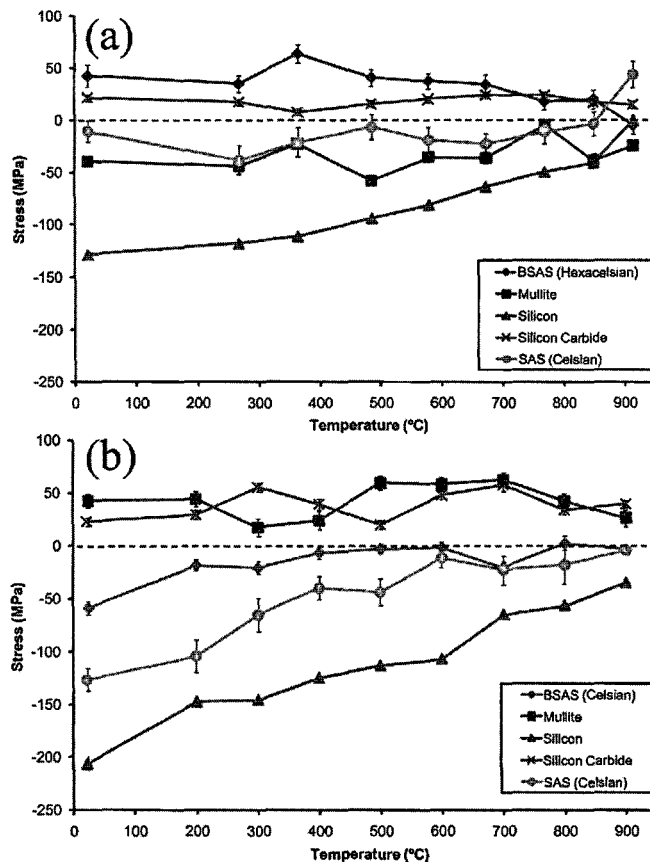 (a)
100
50
0
-50
-100
-150
-200
-250
Stress (MPa)
BSAS (Hexacelsian)
Mullite
Silicon
Silicon Carbide
SAS (Celsian)
0 100 200 300 400 500 600 700 800 900
Temperature (ºC)
(b)
100
50
0
-50
-100
-150
-200
-250
Stress (MPa)
BSAS (Celsian)
Mullite
Silicon
Silicon Carbide
SAS (Celsian)
0 100 200 300 400 500 600 700 800 900
Temperature (ºC)